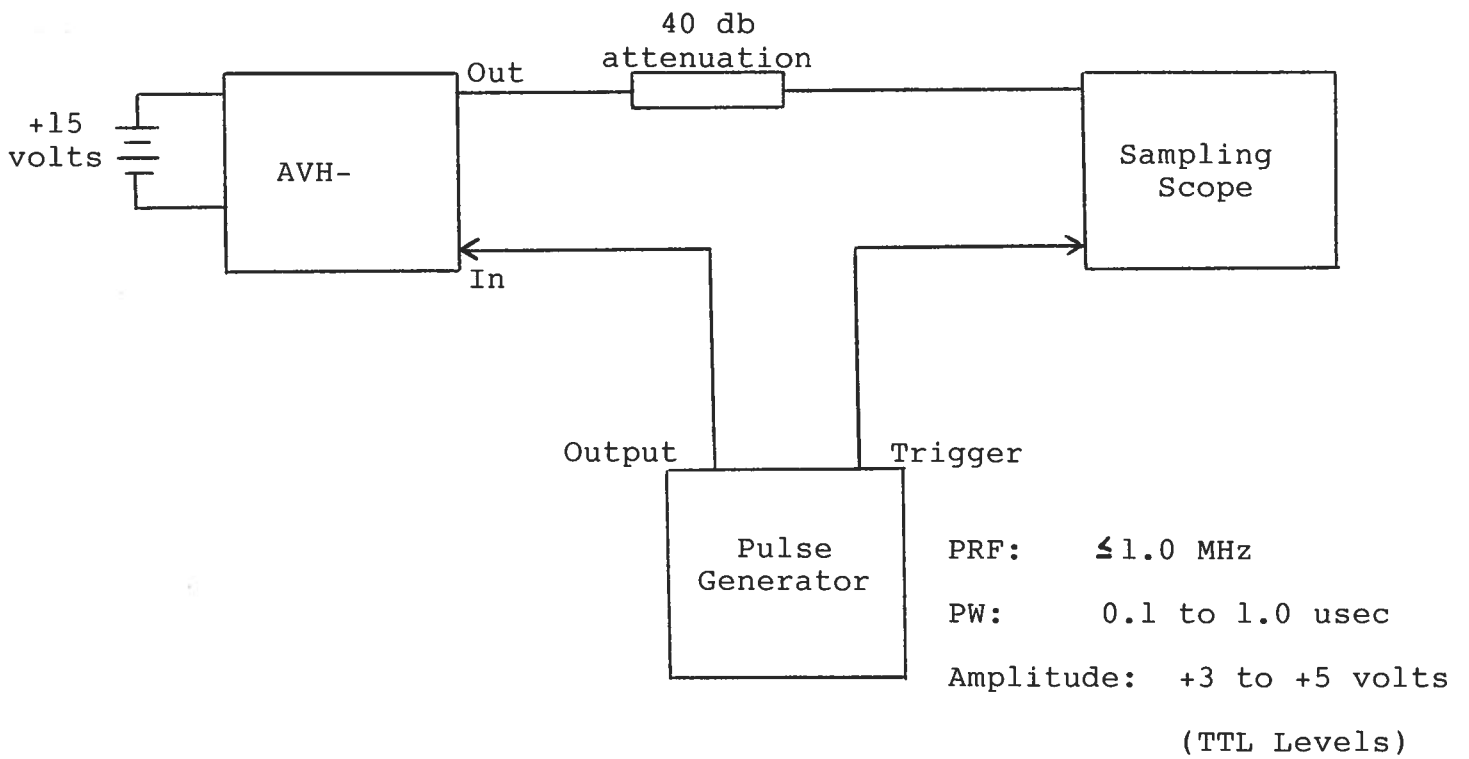 40 db
attenuation
Out
+15
volts
AVH-
Sampling
Scope
In
Output
Trigger
Pulse
Generator
PRF: ≤1.0 MHz
PW: 0.1 to 1.0 usec
Amplitude: +3 to +5 volts
(TTL Levels)